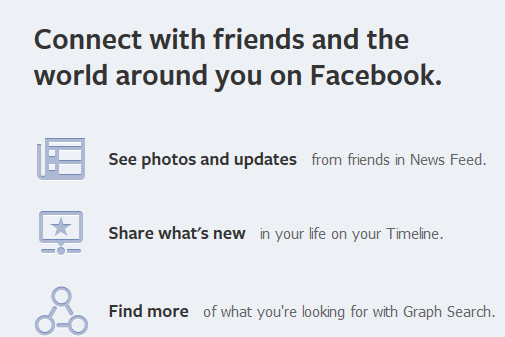 Connect with friends and the
world around you on Facebook.
See photos and updates from friends in News Feed.
Share what's new in your life on your Timeline.
Find more of what you're looking for with Graph Search.